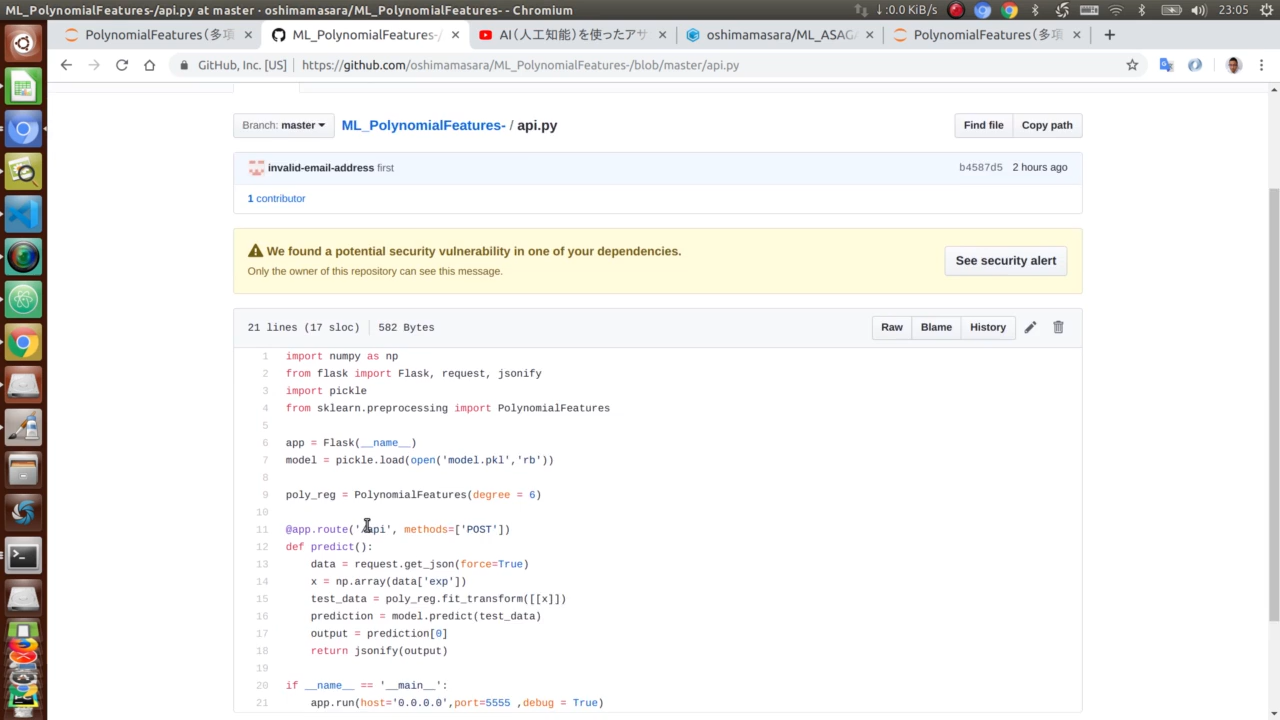 ML_PolynomialFeatures-/api.py at master · oshimamasara/ML_PolynomialFeatures- - Chromium
↓:0.0 KiB/s
23:05
PolynomialFeatures (多項
ML_PolynomialFeatures-/
AI(人工知能)を使ったアサ
oshimamasara/ML_ASAGA
PolynomialFeatures (多項
GitHub, Inc. [US]
https://github.com/oshimamasara/ML_PolynomialFeatures-/blob/master/api.py
Branch: master
ML_PolynomialFeatures- / api.py
Find file
Copy path
invalid-email-address first
b4587d5 2 hours ago
1 contributor
We found a potential security vulnerability in one of your dependencies.
Only the owner of this repository can see this message.
See security alert
21 lines (17 sloc)
582 Bytes
Raw
Blame
History
1 import numpy as np
2 from flask import Flask, request, jsonify
3 import pickle
4 from sklearn.preprocessing import PolynomialFeatures
5
6 app = Flask(__name__)
7 model = pickle.load(open('model.pkl','rb'))
8
9 poly_reg = PolynomialFeatures(degree = 6)
10
11 @app.route('/api', methods=['POST'])
12 def predict():
13 data = request.get_json(force=True)
14 x = np.array(data['exp'])
15 test_data = poly_reg.fit_transform([[x]])
16 prediction = model.predict(test_data)
17 output = prediction[0]
18 return jsonify(output)
19
20 if __name__ == '__main__':
21 app.run(host='0.0.0.0',port=5555 ,debug = True)